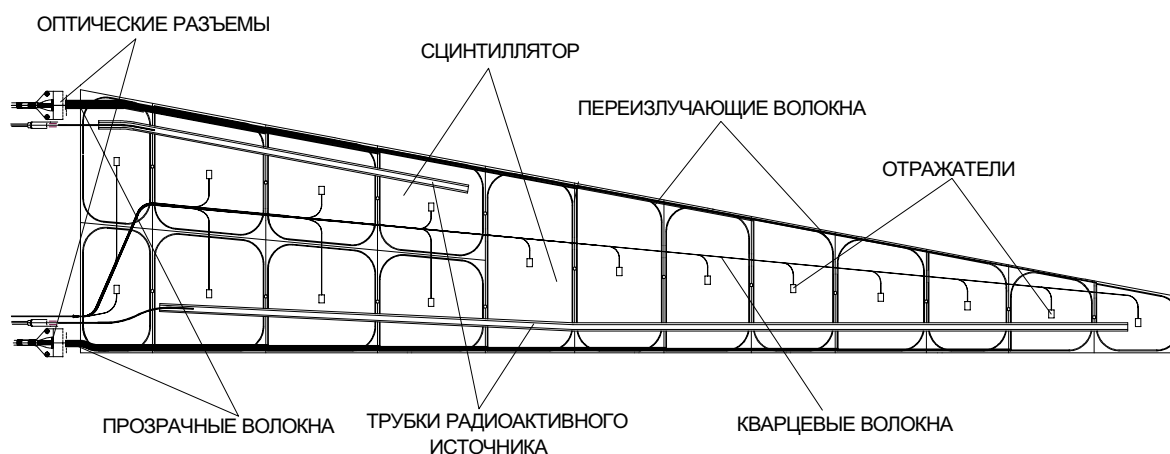 ОПТИЧЕСКИЕ РАЗЪЕМЫ
СЦИНТИЛЛЯТОР
ПЕРЕИЗЛУЧАЮЩИЕ ВОЛОКНА
ОТРАЖАТЕЛИ
ПРОЗРАЧНЫЕ ВОЛОКНА
ТРУБКИ РАДИОАКТИВНОГО
ИСТОЧНИКА
КВАРЦЕВЫЕ ВОЛОКНА